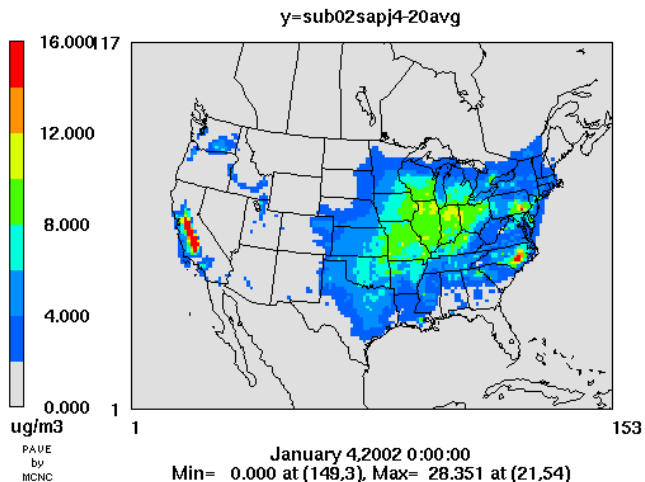 y=sub02sapj4-20avg
16.000
117
12.000
8.000
4.000
0.000
1
ug/m3
1
153
PAVE
by
MCNC
January 4,2002 0:00:00
Min= 0.000 at (149,3), Max= 28.351 at (21,54)